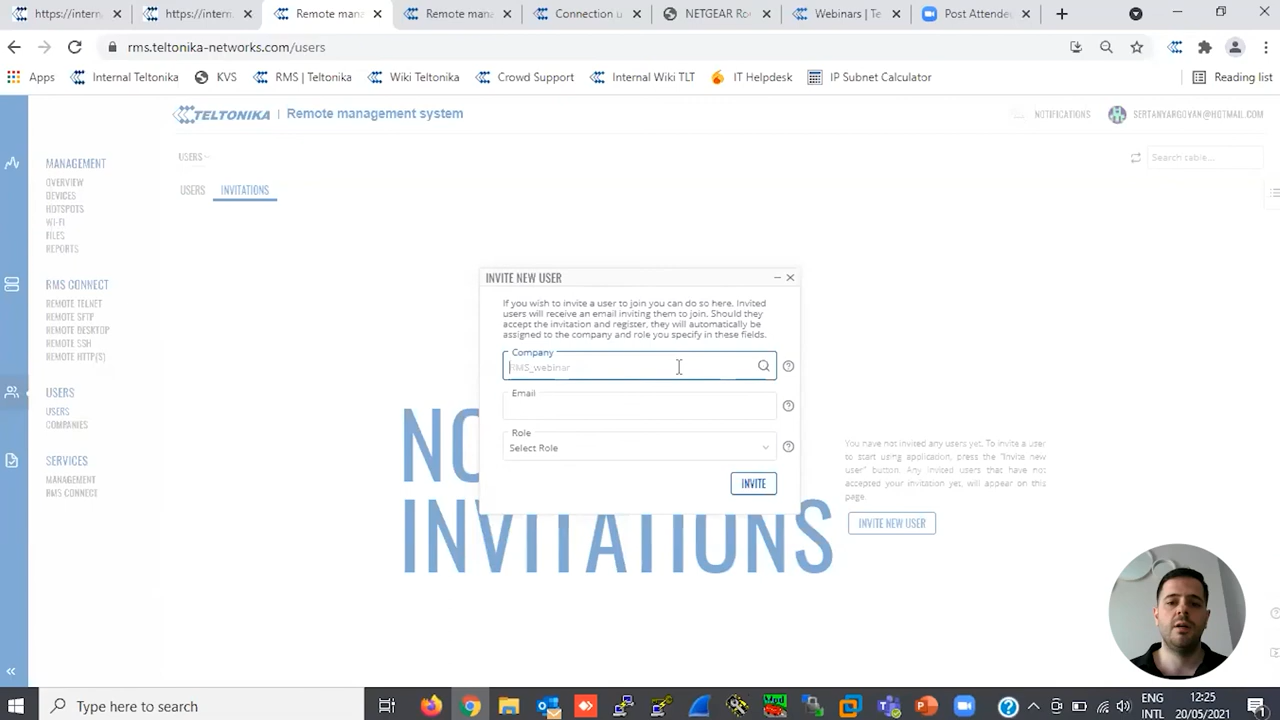 https://intern
https://intern
Remote mana
Remote mana
Connection u
NETGEAR Ro
Webinars | Te
Post Attende
rms.teltonika-networks.com/users
Apps
Internal Teltonika
KVS
RMS | Teltonika
Wiki Teltonika
Crowd Support
Internal Wiki TLT
IT Helpdesk
IP Subnet Calculator
Reading list
TELTONIKA | Remote management system
NOTIFICATIONS
SERTANYARGOVAN@HOTMAIL.COM
MANAGEMENT
OVERVIEW
DEVICES
HOTSPOTS
WI-FI
FILES
REPORTS
RMS CONNECT
REMOTE TELNET
REMOTE SFTP
REMOTE DESKTOP
REMOTE SSH
REMOTE HTTP(S)
USERS
USERS
COMPANIES
SERVICES
MANAGEMENT
RMS CONNECT
USERS
Search table...
USERS
INVITATIONS
INVITE NEW USER
If you wish to invite a user to join you can do so here. Invited
users will receive an email inviting them to join. Should they
accept the invitation and register, they will automatically be
assigned to the company and role you specify in these fields.
Company
RMS_webinar
Email
Role
Select Role
INVITE
NO
INVITATIONS
You have not invited any users yet. To invite a user
to start using application, press the "Invite new
user" button. Any invited users that have not
accepted your invitation yet, will appear on this
page.
INVITE NEW USER
Type here to search
ENG
INTL
12:25
20/05/2021